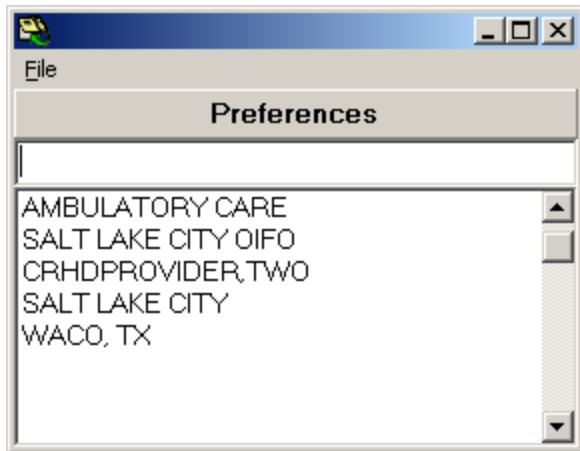 File
Preferences
AMBULATORY CARE
SALT LAKE CITY OIFO
CRHDPROVIDER,TWO
SALT LAKE CITY
WACO, TX